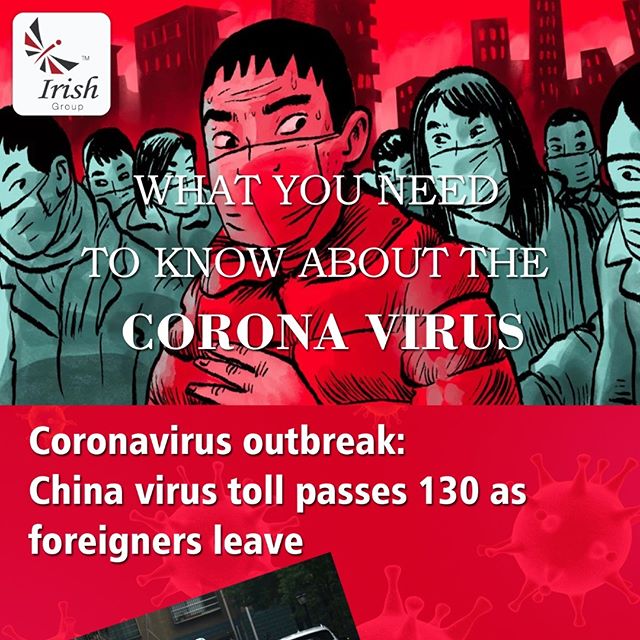 Irish
TM
Group
WHAT YOU NEED
TO KNOW ABOUT THE
CORONA VIRUS
Coronavirus outbreak:
China virus toll passes 130 as
foreigners leave